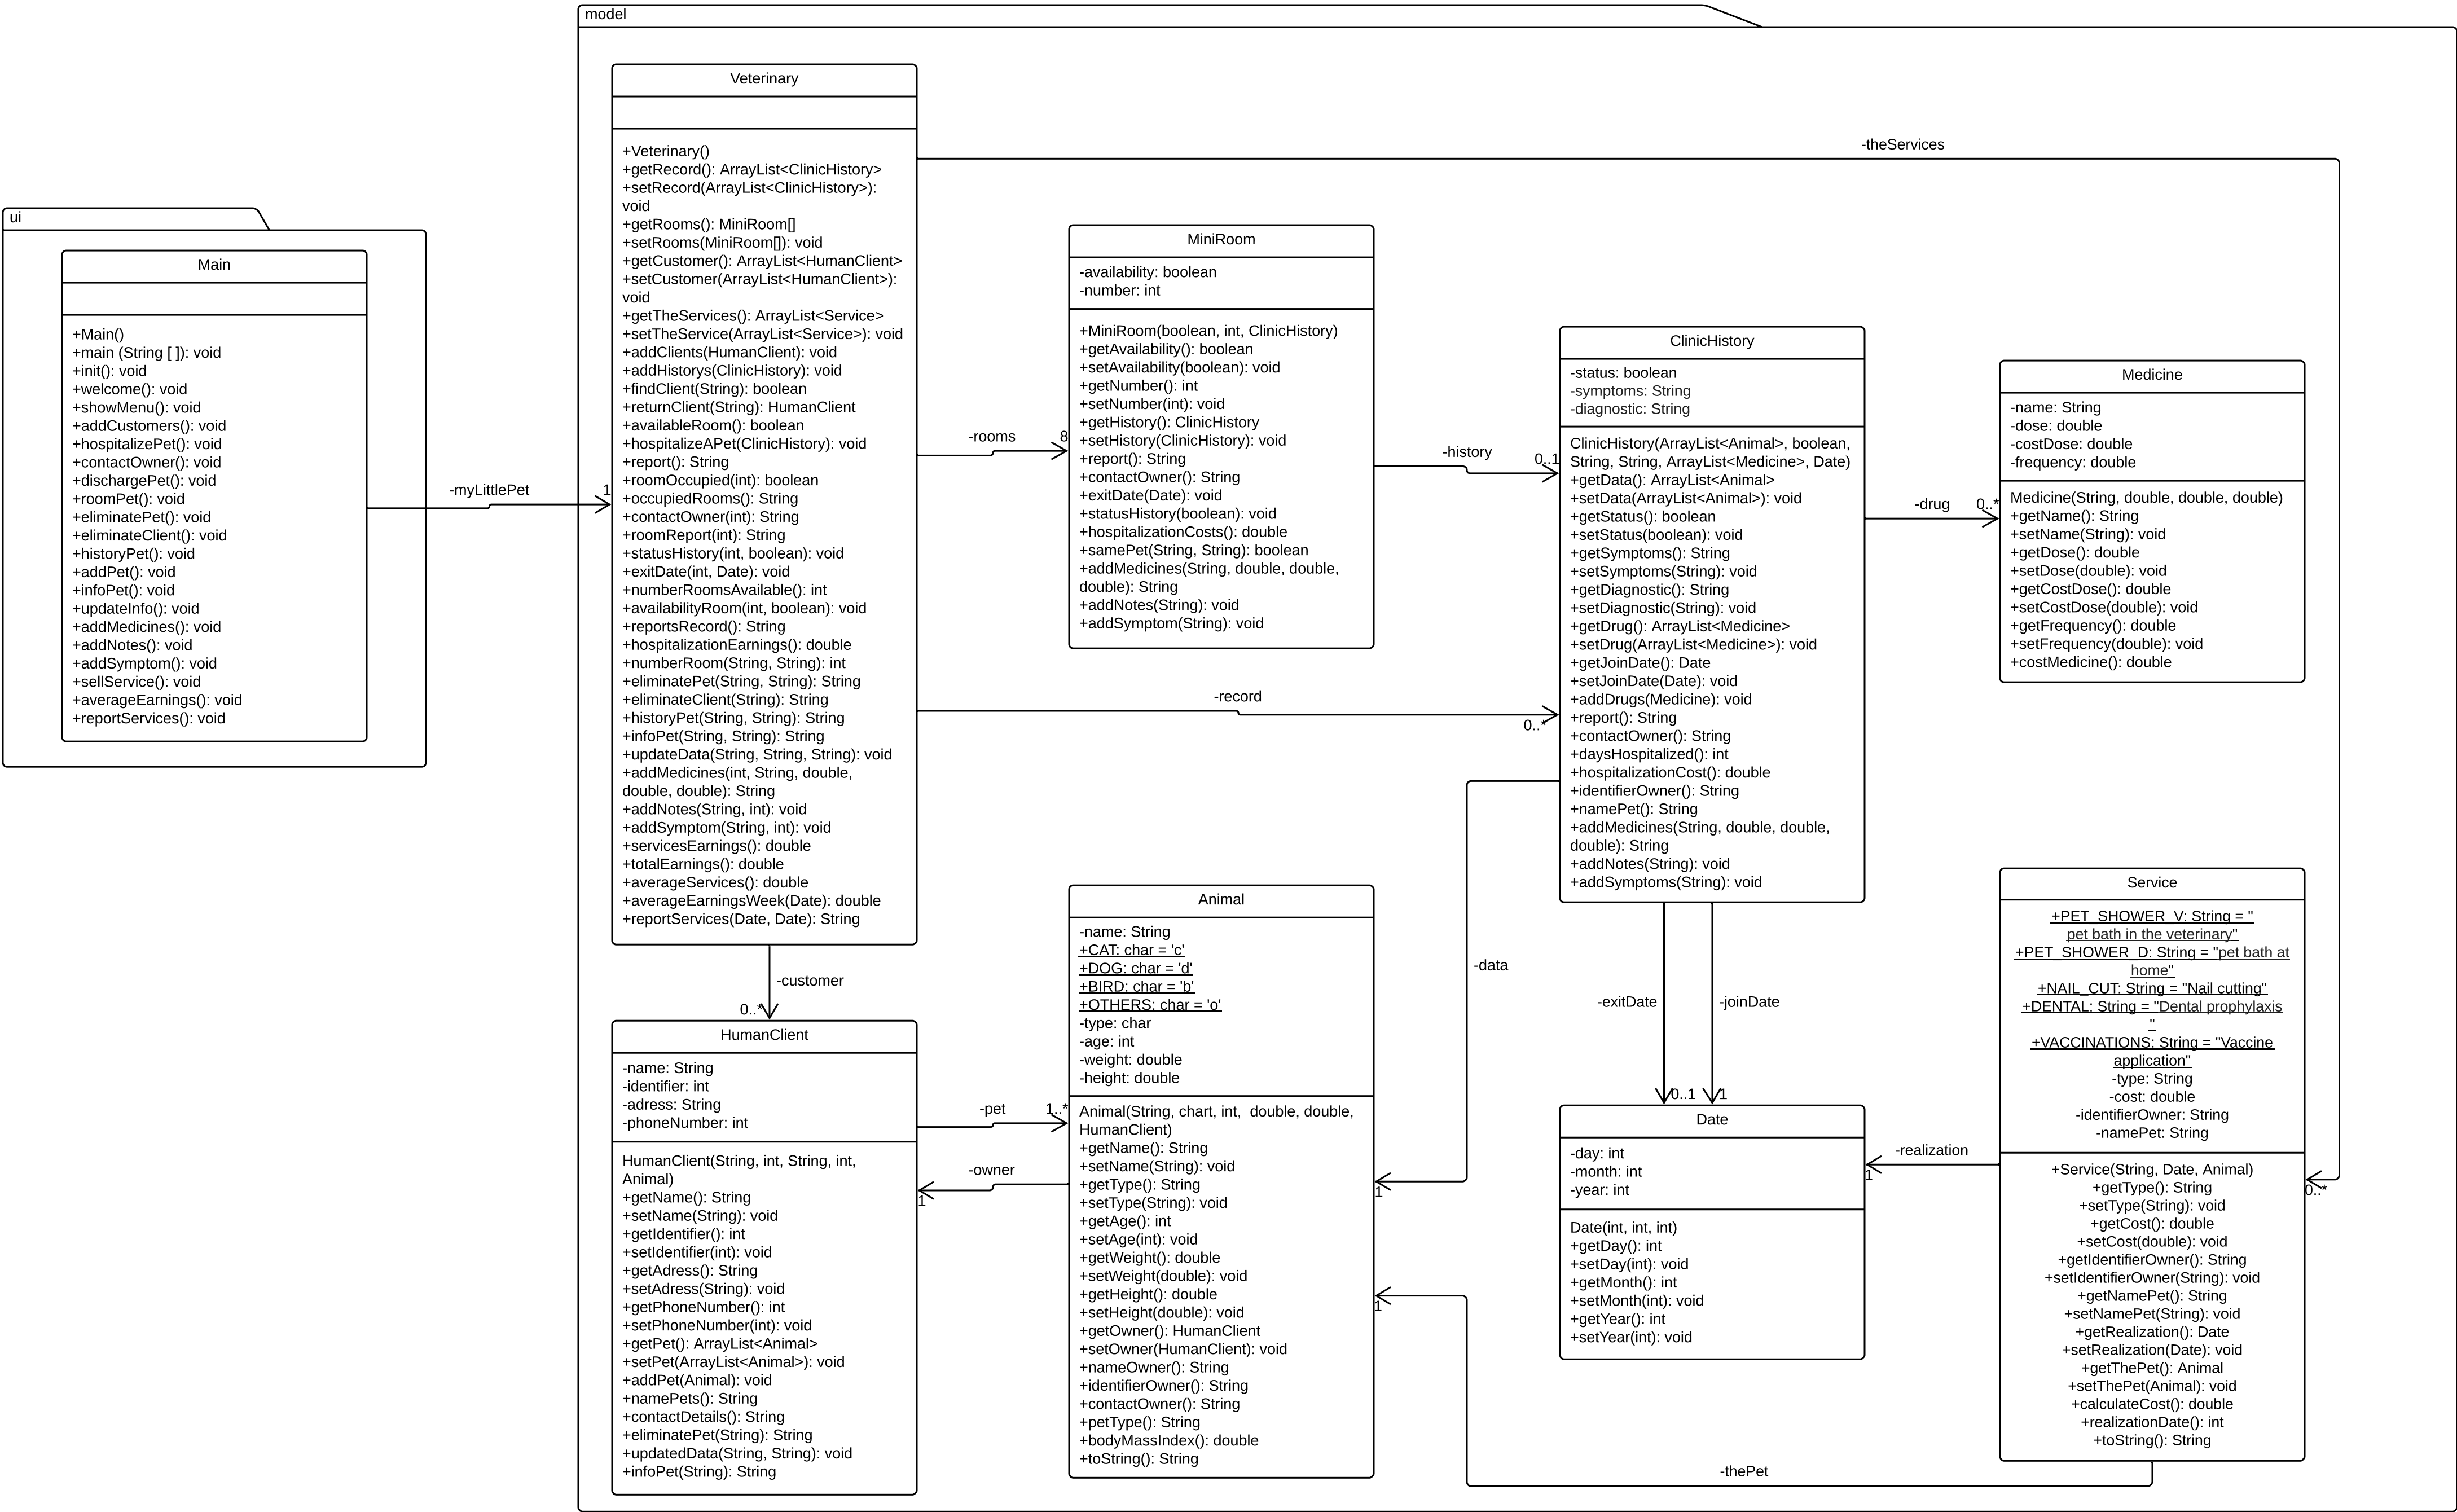 model
ui
Main
+Main()
+main (String [ ]): void
+init(): void
+welcome(): void
+showMenu(): void
+addCustomers(): void
+hospitalizePet(): void
+contactOwner(): void
+dischargePet(): void
+roomPet(): void
+eliminatePet(): void
+eliminateClient(): void
+historyPet(): void
+addPet(): void
+infoPet(): void
+updateInfo(): void
+addMedicines(): void
+addNotes(): void
+addSymptom(): void
+sellService(): void
+averageEarnings(): void
+reportServices(): void
-myLittlePet
1
Veterinary
+Veterinary()
+getRecord(): ArrayList<ClinicHistory>
+setRecord(ArrayList<ClinicHistory>):
void
+getRooms(): MiniRoom[]
+setRooms(MiniRoom[]): void
+getCustomer(): ArrayList<HumanClient>
+setCustomer(ArrayList<HumanClient>):
void
+getTheServices(): ArrayList<Service>
+setTheService(ArrayList<Service>): void
+addClients(HumanClient): void
+addHistorys(ClinicHistory): void
+findClient(String): boolean
+returnClient(String): HumanClient
+availableRoom(): boolean
+hospitalizeAPet(ClinicHistory): void
+report(): String
+roomOccupied(int): boolean
+occupiedRooms(): String
+contactOwner(int): String
+roomReport(int): String
+statusHistory(int, boolean): void
+exitDate(int, Date): void
+numberRoomsAvailable(): int
+availabilityRoom(int, boolean): void
+reportsRecord(): String
+hospitalizationEarnings(): double
+numberRoom(String, String): int
+eliminatePet(String, String): String
+eliminateClient(String): String
+historyPet(String, String): String
+infoPet(String, String): String
+updateData(String, String, String): void
+addMedicines(int, String, double,
double, double): String
+addNotes(String, int): void
+addSymptom(String, int): void
+servicesEarnings(): double
+totalEarnings(): double
+averageServices(): double
+averageEarningsWeek(Date): double
+reportServices(Date, Date): String
-theServices
0..*
-rooms
8
-record
0..*
-customer
0..*
MiniRoom
-availability: boolean
-number: int
+MiniRoom(boolean, int, ClinicHistory)
+getAvailability(): boolean
+setAvailability(boolean): void
+getNumber(): int
+setNumber(int): void
+getHistory(): ClinicHistory
+setHistory(ClinicHistory): void
+report(): String
+contactOwner(): String
+exitDate(Date): void
+statusHistory(boolean): void
+hospitalizationCosts(): double
+samePet(String, String): boolean
+addMedicines(String, double, double,
double): String
+addNotes(String): void
+addSymptom(String): void
-history
0..1
ClinicHistory
-status: boolean
-symptoms: String
-diagnostic: String
ClinicHistory(ArrayList<Animal>, boolean,
String, String, ArrayList<Medicine>, Date)
+getData(): ArrayList<Animal>
+setData(ArrayList<Animal>): void
+getStatus(): boolean
+setStatus(boolean): void
+getSymptoms(): String
+setSymptoms(String): void
+getDiagnostic(): String
+setDiagnostic(String): void
+getDrug(): ArrayList<Medicine>
+setDrug(ArrayList<Medicine>): void
+getJoinDate(): Date
+setJoinDate(Date): void
+addDrugs(Medicine): void
+report(): String
+contactOwner(): String
+daysHospitalized(): int
+hospitalizationCost(): double
+identifierOwner(): String
+namePet(): String
+addMedicines(String, double, double,
double): String
+addNotes(String): void
+addSymptoms(String): void
-drug
0..*
Medicine
-name: String
-dose: double
-costDose: double
-frequency: double
Medicine(String, double, double, double)
+getName(): String
+setName(String): void
+getDose(): double
+setDose(double): void
+getCostDose(): double
+setCostDose(double): void
+getFrequency(): double
+setFrequency(double): void
+costMedicine(): double
-data
1
-exitDate
0..1
-joinDate
1
HumanClient
-name: String
-identifier: int
-adress: String
-phoneNumber: int
HumanClient(String, int, String, int,
Animal)
+getName(): String
+setName(String): void
+getIdentifier(): int
+setIdentifier(int): void
+getAdress(): String
+setAdress(String): void
+getPhoneNumber(): int
+setPhoneNumber(int): void
+getPet(): ArrayList<Animal>
+setPet(ArrayList<Animal>): void
+addPet(Animal): void
+namePets(): String
+contactDetails(): String
+eliminatePet(String): String
+updatedData(String, String): void
+infoPet(String): String
-pet
1..*
-owner
1
Animal
-name: String
+CAT: char = 'c'
+DOG: char = 'd'
+BIRD: char = 'b'
+OTHERS: char = 'o'
-type: char
-age: int
-weight: double
-height: double
Animal(String, chart, int,  double, double,
HumanClient)
+getName(): String
+setName(String): void
+getType(): String
+setType(String): void
+getAge(): int
+setAge(int): void
+getWeight(): double
+setWeight(double): void
+getHeight(): double
+setHeight(double): void
+getOwner(): HumanClient
+setOwner(HumanClient): void
+nameOwner(): String
+identifierOwner(): String
+contactOwner(): String
+petType(): String
+bodyMassIndex(): double
+toString(): String
Date
-day: int
-month: int
-year: int
Date(int, int, int)
+getDay(): int
+setDay(int): void
+getMonth(): int
+setMonth(int): void
+getYear(): int
+setYear(int): void
-realization
1
Service
+PET_SHOWER_V: String = "
pet bath in the veterinary"
+PET_SHOWER_D: String = "pet bath at
home"
+NAIL_CUT: String = "Nail cutting"
+DENTAL: String = "Dental prophylaxis
"
+VACCINATIONS: String = "Vaccine
application"
-type: String
-cost: double
-identifierOwner: String
-namePet: String
+Service(String, Date, Animal)
+getType(): String
+setType(String): void
+getCost(): double
+setCost(double): void
+getIdentifierOwner(): String
+setIdentifierOwner(String): void
+getNamePet(): String
+setNamePet(String): void
+getRealization(): Date
+setRealization(Date): void
+getThePet(): Animal
+setThePet(Animal): void
+calculateCost(): double
+realizationDate(): int
+toString(): String
-thePet
1